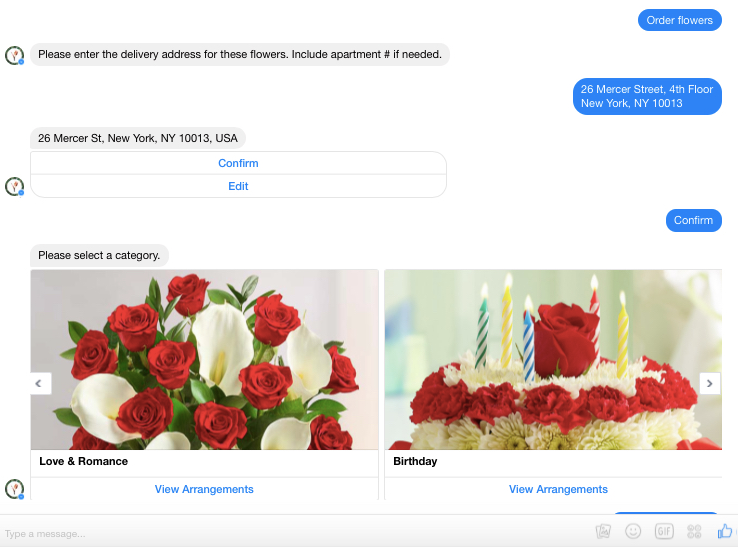 Order flowers
Please enter the delivery address for these flowers. Include apartment # if needed.
26 Mercer Street, 4th Floor
New York, NY 10013
26 Mercer St, New York, NY 10013, USA
Confirm
Edit
Confirm
Please select a category.
Love & Romance
Birthday
View Arrangements
View Arrangements
Type a message...
GIF